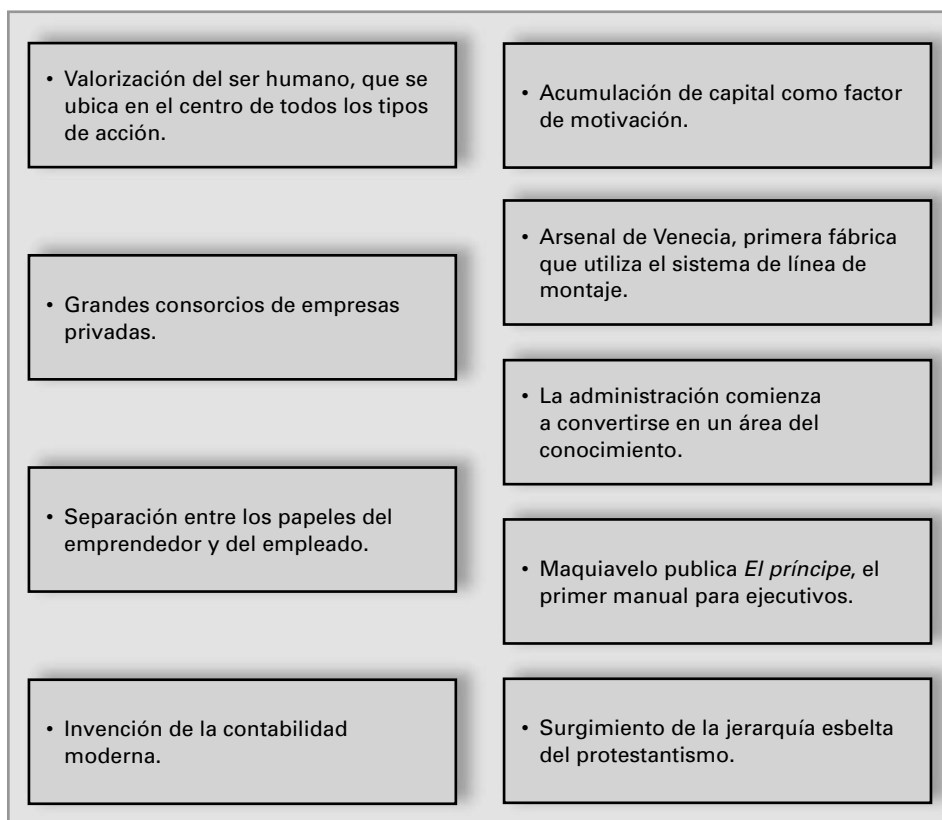 • Valorización del ser humano, que se
ubica en el centro de todos los tipos
de acción.
• Grandes consorcios de empresas
privadas.
• Separación entre los papeles del
emprendedor y del empleado.
• Invención de la contabilidad
moderna.
• Acumulación de capital como factor
de motivación.
• Arsenal de Venecia, primera fábrica
que utiliza el sistema de línea de
montaje.
• La administración comienza
a convertirse en un área del
conocimiento.
• Maquiavelo publica El príncipe, el
primer manual para ejecutivos.
• Surgimiento de la jerarquía esbelta
del protestantismo.